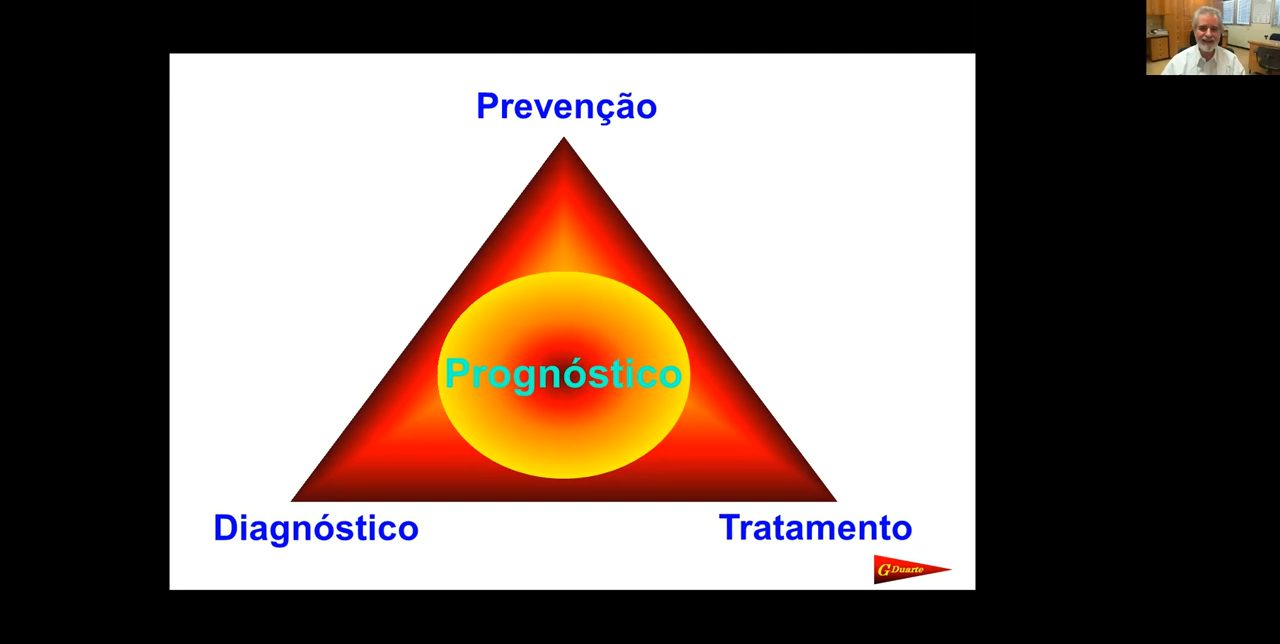 Prevenção
Prognóstico
Diagnóstico
Tratamento
G Duarte